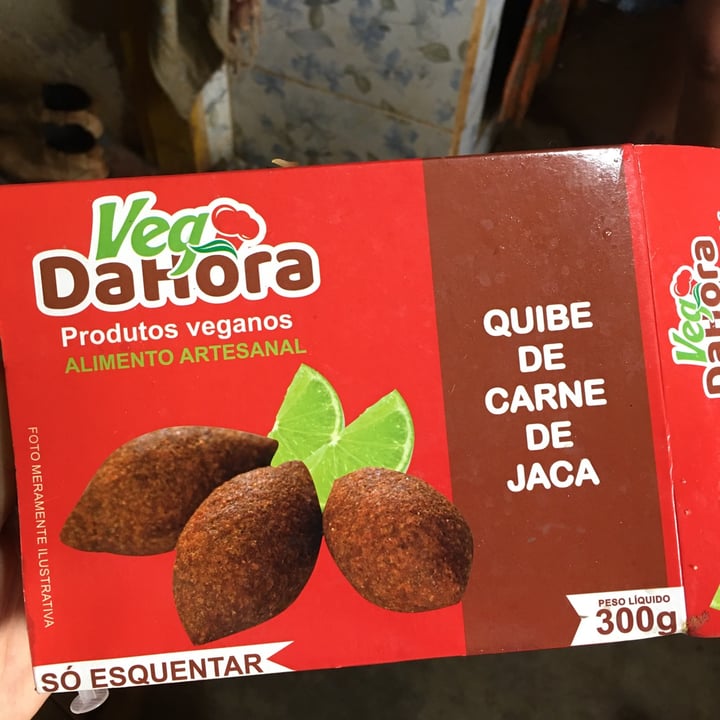 Veg
DaHora
Produtos veganos
ALIMENTO ARTESANAL
QUIBE
DE
CARNE
DE
JACA
FOTO MERAMENTE ILUSTRATIVA
SÓ ESQUENTAR
PESO LÍQUIDO
300g
Veg
DaHora